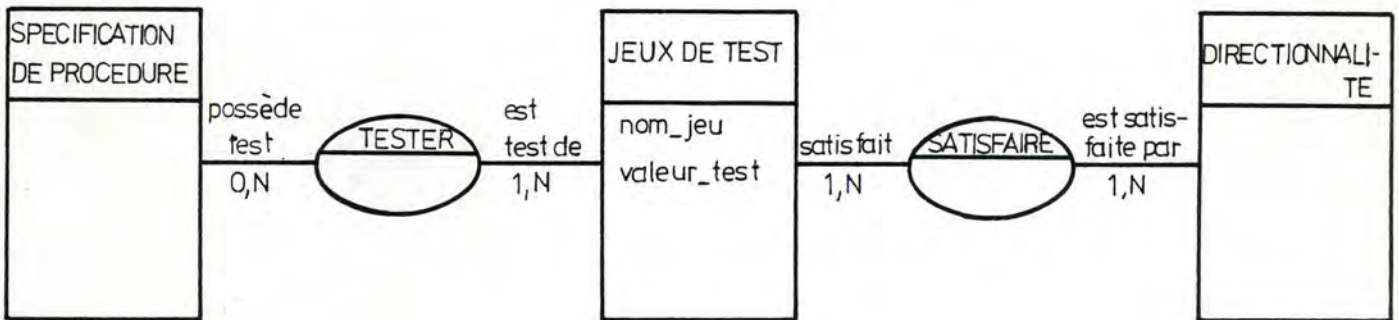 SPECIFICATION
DE PROCEDURE
possède
test
0,N
TESTER
est
test de
1,N
JEUX DE TEST
nom_jeu
valeur_test
satisfait
1,N
SATISFAIRE
est satis-
faite par
1,N
DIRECTIONNALI-
TE